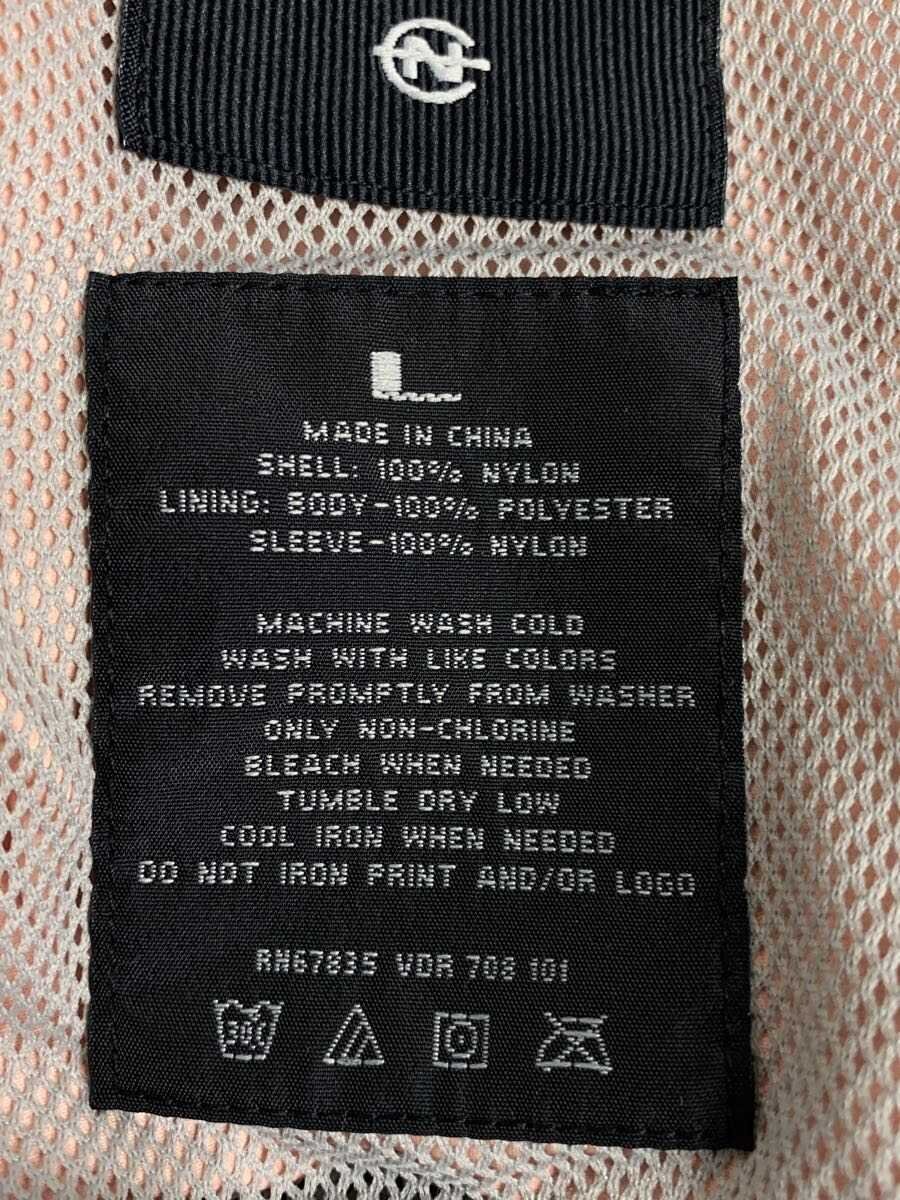 N
L
MADE IN CHINA
SHELL: 100% NYLON
LINING: BODY-100% POLYESTER
SLEEVE-100% NYLON
MACHINE WASH COLD
WASH WITH LIKE COLORS
REMOVE PROMPTLY FROM WASHER
ONLY NON-CHLORINE
BLEACH WHEN NEEDED
TUMBLE DRY LOW
COOL IRON WHEN NEEDED
DO NOT IRON PRINT AND/OR LOGO
RN67835 VDR 708 101
30C